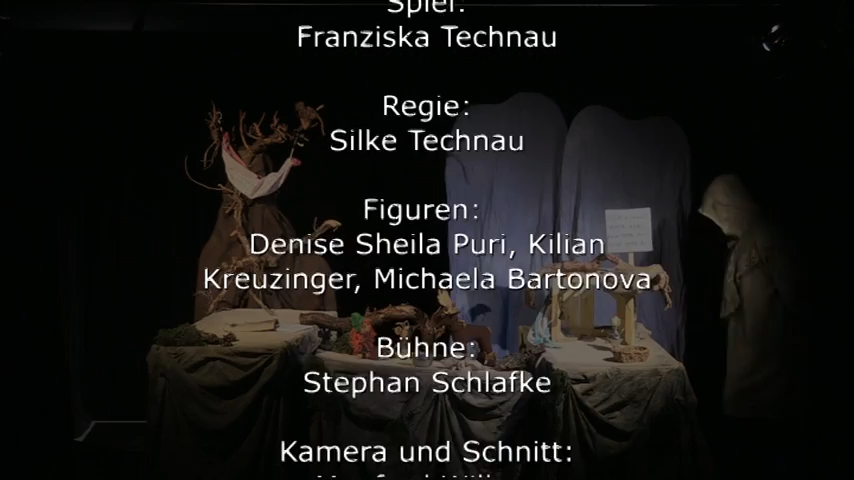 Spiel:
Franziska Technau
Regie:
Silke Technau
Figuren:
Denise Sheila Puri, Kilian
Kreuzinger, Michaela Bartonova
Bühne:
Stephan Schlafke
Kamera und Schnitt: